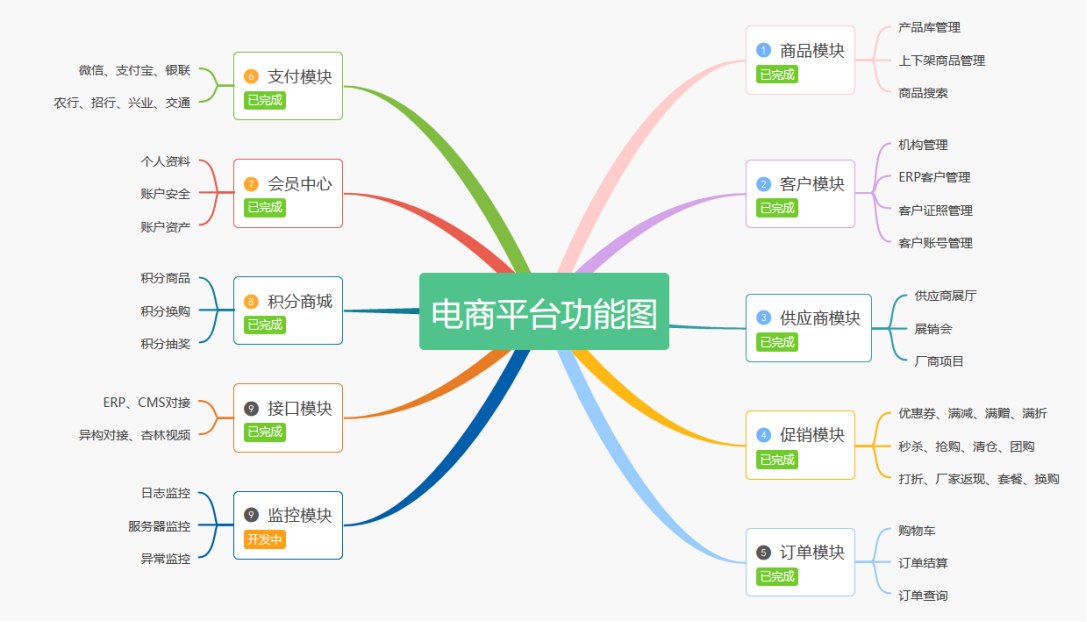 电商平台功能图
1 商品模块
已完成
产品库管理
上下架商品管理
商品搜索
2 客户模块
已完成
机构管理
ERP客户管理
客户证照管理
客户账号管理
3 供应商模块
已完成
供应商展厅
展销会
厂商项目
4 促销模块
已完成
优惠券、满减、满赠、满折
秒杀、抢购、清仓、团购
打折、厂家返现、套餐、换购
5 订单模块
已完成
购物车
订单结算
订单查询
6 支付模块
已完成
微信、支付宝、银联
农行、招行、兴业、交通
7 会员中心
已完成
个人资料
账户安全
账户资产
8 积分商城
已完成
积分商品
积分换购
积分抽奖
9 接口模块
已完成
ERP、CMS对接
异构对接、杏林视频
9 监控模块
开发中
日志监控
服务器监控
异常监控